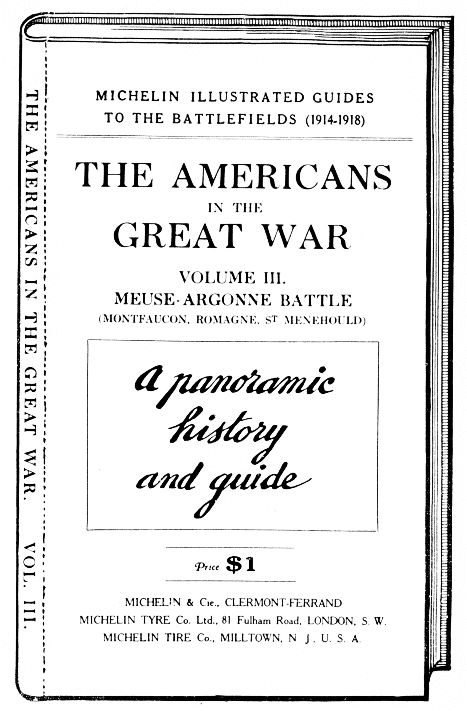 THE AMERICANS IN THE GREAT WAR. VOL. III.
MICHELIN ILLUSTRATED GUIDES
TO THE BATTLEFIELDS (1914-1918)
THE AMERICANS
IN THE
GREAT WAR
VOLUME III.
MEUSE-ARGONNE BATTLE
(MONTFAUCON, ROMAGNE, ST MENEHOULD)
A panoramic
history
and guide
Price $1
MICHELIN & Cie., CLERMONT-FERRAND
MICHELIN TYRE Co. Ltd., 81 Fulham Road, LONDON, S. W.
MICHELIN TIRE Co., MILLTOWN, N J. U. S. A.